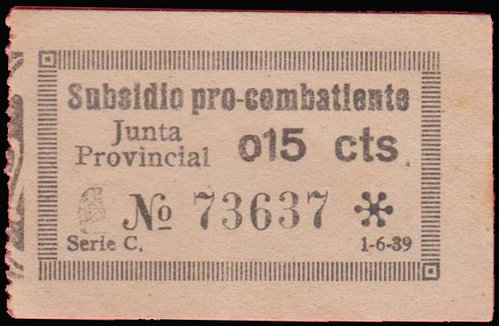 Subsidio pro-combatiente
Junta
Provincial 015 cts.
No 73637
Serie C. 1-6-39